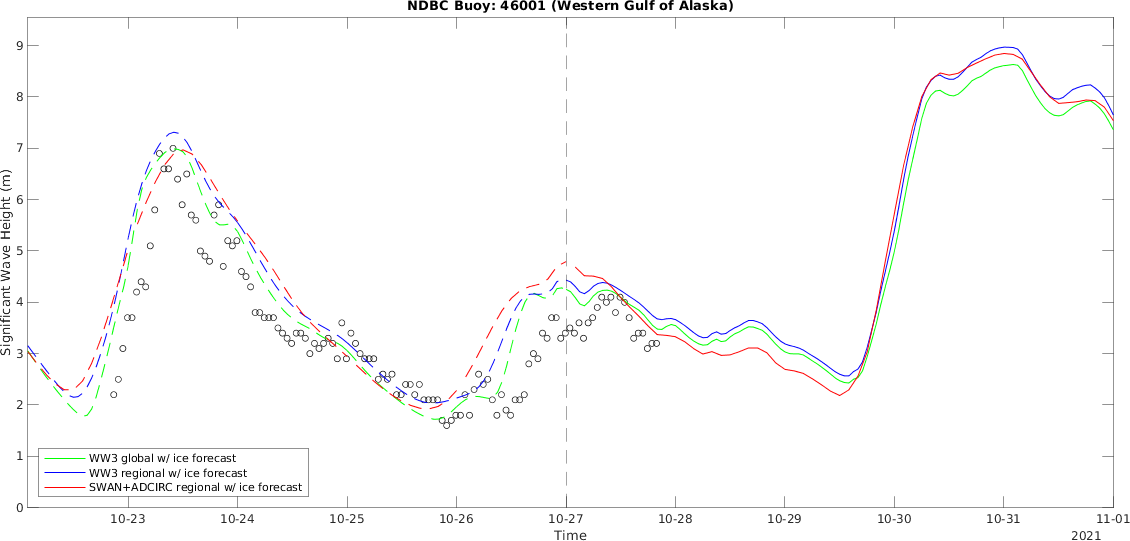 NDBC Buoy: 46001 (Western Gulf of Alaska)
Significant Wave Height (m)
9
8
7
6
5
4
3
2
1
0
WW3 global w/ ice forecast
WW3 regional w/ ice forecast
SWAN+ADCIRC regional w/ ice forecast
10-23 10-24 10-25 10-26 10-27 10-28 10-29 10-30 10-31 11-01
Time
2021